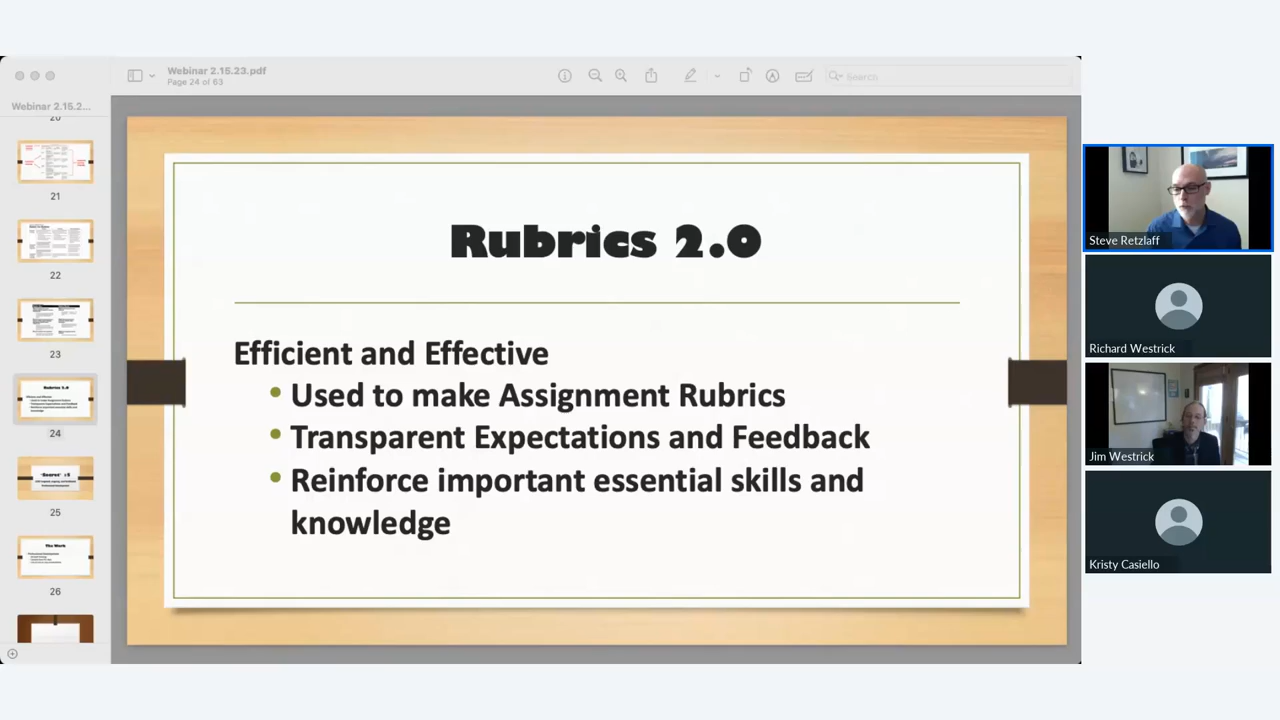 Webinar 2.15.23.pdf
Page 24 of 63
Search
Webinar 2.15.2...
20
21
22
23
24
25
26
Rubrics 2.0
Efficient and Effective
• Used to make Assignment Rubrics
• Transparent Expectations and Feedback
• Reinforce important essential skills and
knowledge
Steve Retzlaff
Richard Westrick
Jim Westrick
Kristy Casiello